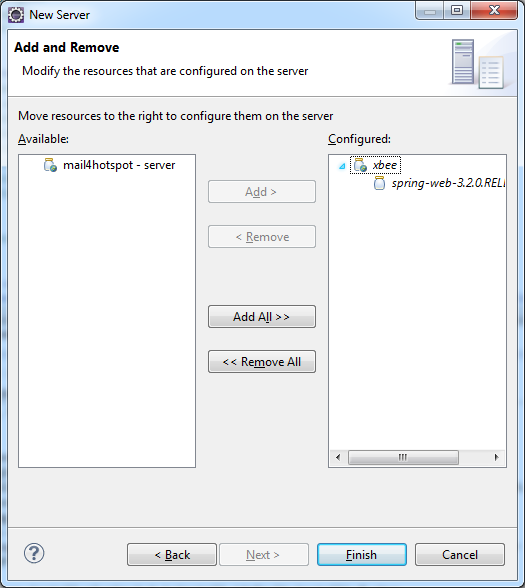 New Server
Add and Remove
Modify the resources that are configured on the server
Move resources to the right to configure them on the server
Available:
Configured:
mail4hotspot - server
xbee
spring-web-3.2.0.RELE
Add >
< Remove
Add All >>
<< Remove All
?
< Back
Next >
Finish
Cancel